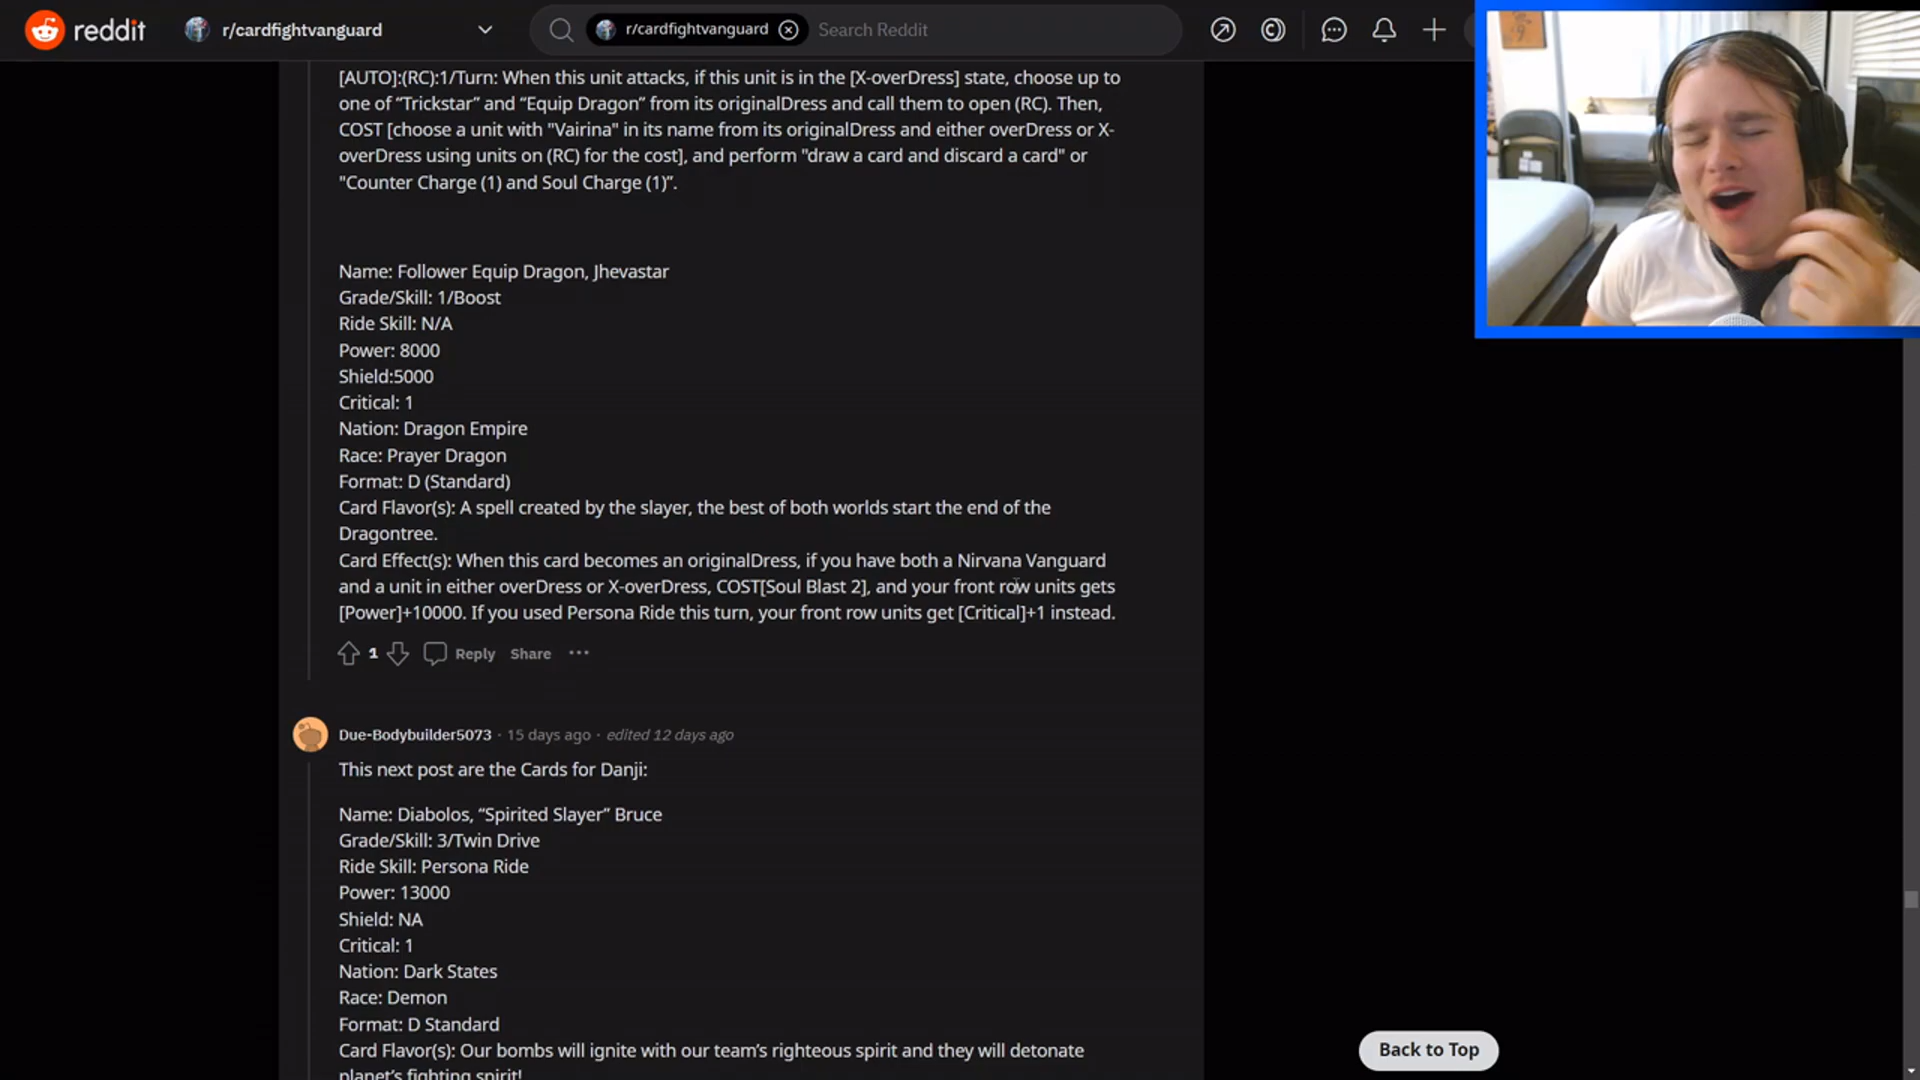 reddit
r/cardfightvanguard
r/cardfightvanguard
Search Reddit
[AUTO]:(RC):1/Turn: When this unit attacks, if this unit is in the [X-overDress] state, choose up to
one of “Trickstar” and “Equip Dragon” from its originalDress and call them to open (RC). Then,
COST [choose a unit with "Vairina" in its name from its originalDress and either overDress or X-
overDress using units on (RC) for the cost], and perform "draw a card and discard a card" or
"Counter Charge (1) and Soul Charge (1)”.
Name: Follower Equip Dragon, Jhevastar
Grade/Skill: 1/Boost
Ride Skill: N/A
Power: 8000
Shield:5000
Critical: 1
Nation: Dragon Empire
Race: Prayer Dragon
Format: D (Standard)
Card Flavor(s): A spell created by the slayer, the best of both worlds start the end of the
Dragontree.
Card Effect(s): When this card becomes an originalDress, if you have both a Nirvana Vanguard
and a unit in either overDress or X-overDress, COST[Soul Blast 2], and your front row units gets
[Power]+10000. If you used Persona Ride this turn, your front row units get [Critical]+1 instead.
1 Reply Share ···
Due-Bodybuilder5073 · 15 days ago · edited 12 days ago
This next post are the Cards for Danji:
Name: Diabolos, “Spirited Slayer” Bruce
Grade/Skill: 3/Twin Drive
Ride Skill: Persona Ride
Power: 13000
Shield: NA
Critical: 1
Nation: Dark States
Race: Demon
Format: D Standard
Card Flavor(s): Our bombs will ignite with our team’s righteous spirit and they will detonate
planet’s fighting spirit!
Back to Top